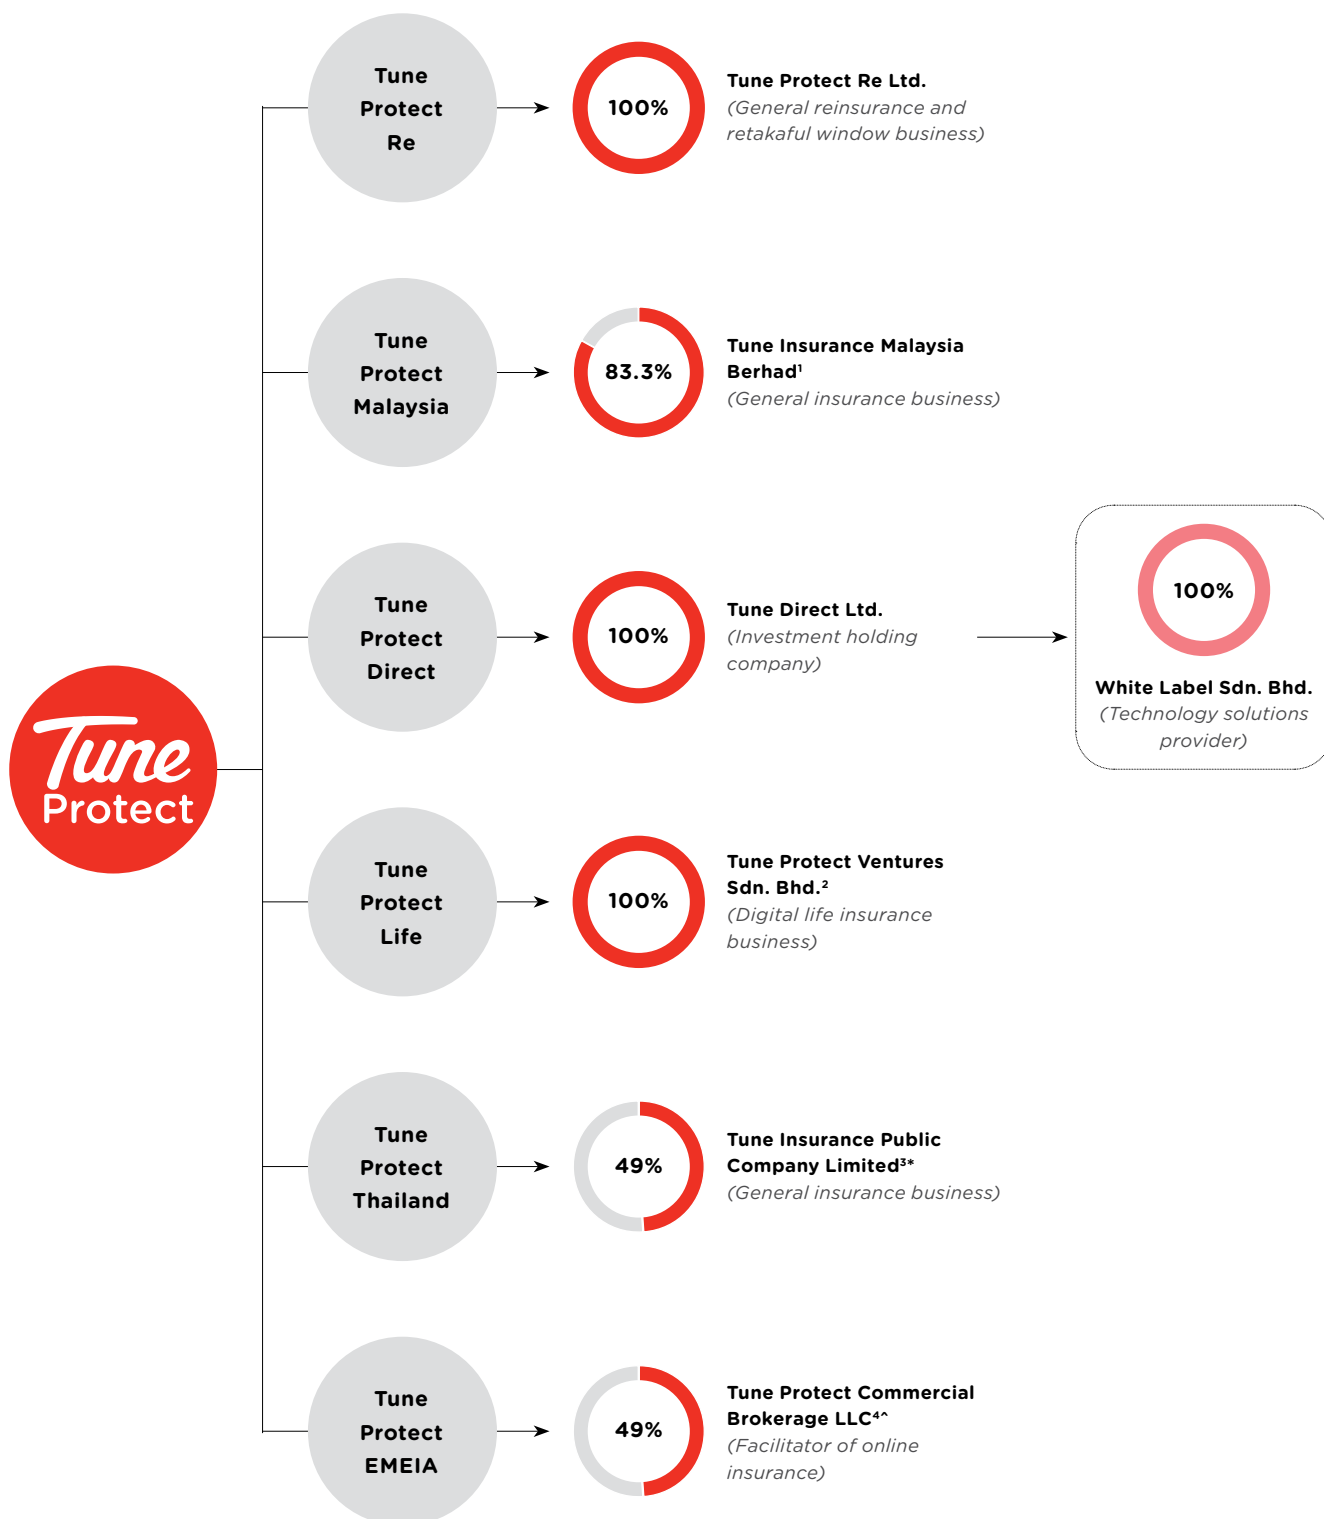 Tune
Protect
Re
100%
Tune Protect Re Ltd.
(General reinsurance and
retakaful window business)
Tune
Protect
Malaysia
83.3%
Tune Insurance Malaysia
Berhad¹
(General insurance business)
Tune
Protect
Direct
100%
Tune Direct Ltd.
(Investment holding
company)
100%
White Label Sdn. Bhd.
(Technology solutions
provider)
Tune
Protect
Tune
Protect
Life
100%
Tune Protect Ventures
Sdn. Bhd.²
(Digital life insurance
business)
Tune
Protect
Thailand
49%
Tune Insurance Public
Company Limited³*
(General insurance business)
Tune
Protect
EMEIA
49%
Tune Protect Commercial
Brokerage LLC⁴^
(Facilitator of online
insurance)